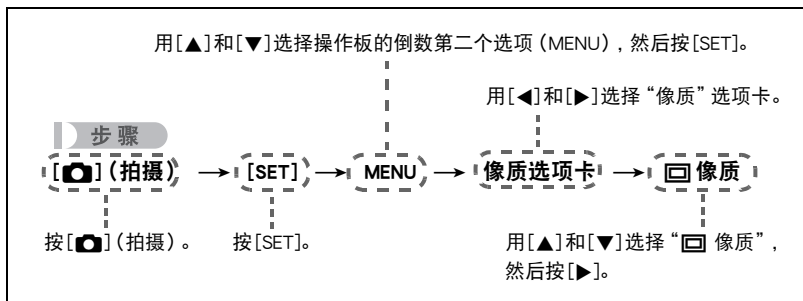 用[▲]和[▼]选择操作板的倒数第二个选项（MENU），然后按[SET]。
用[◀]和[▶]选择“像质”选项卡。
步骤
[📷]（拍摄） → [SET] → MENU → 像质选项卡 → 像质
按[📷]（拍摄）。 按[SET]。 用[▲]和[▼]选择“ 像质”，
然后按[▶]。